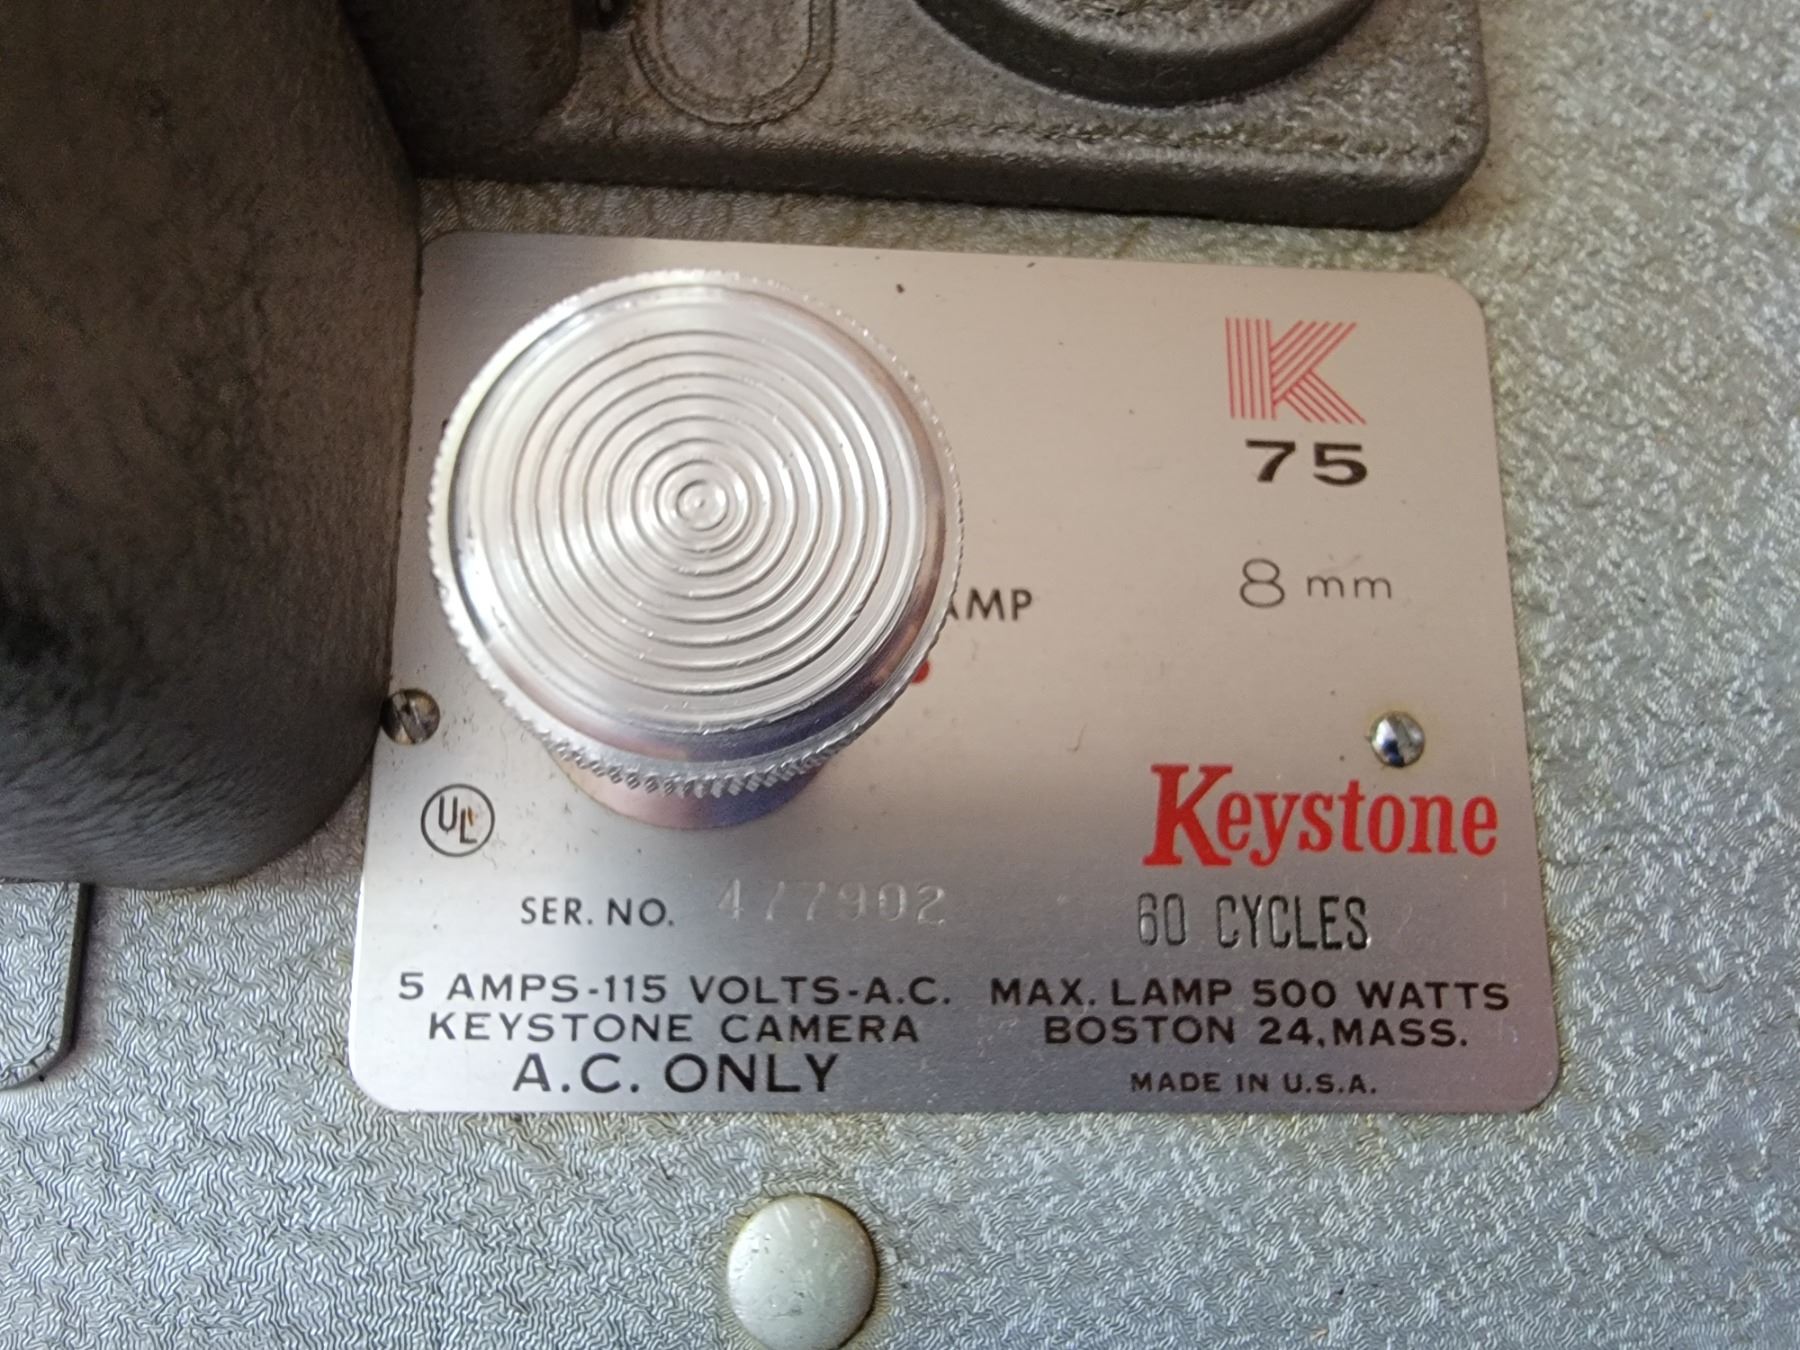 K
75
8 mm
AMP
Keystone
UL
SER. NO. 477902
60 CYCLES
5 AMPS-115 VOLTS-A.C. MAX. LAMP 500 WATTS
KEYSTONE CAMERA BOSTON 24, MASS.
A.C. ONLY MADE IN U.S.A.